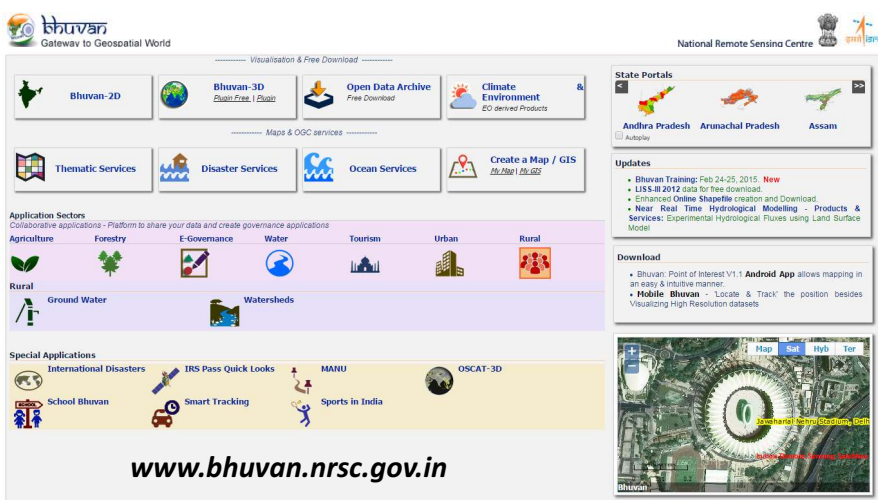 bhuvan
Gateway to Geospatial World
National Remote Sensing Centre
------------ Visualisation & Free Download ------------
Bhuvan-2D
Bhuvan-3D
Plugin Free | Plugin
Open Data Archive
Free Download
Climate & Environment
EO derived Products
------------ Maps & OGC services ------------
Thematic Services
Disaster Services
Ocean Services
Create a Map / GIS
My Map | My GIS
Application Sectors
Collaborative applications - Platform to share your data and create governance applications
Agriculture Forestry E-Governance Water Tourism Urban Rural
Rural
Ground Water Watersheds
Special Applications
International Disasters IRS Pass Quick Looks MANU OSCAT-3D
SCHOOL
School Bhuvan Smart Tracking Sports in India
www.bhuvan.nrsc.gov.in
State Portals
< >>
Andhra Pradesh Arunachal Pradesh Assam
Autoplay
Updates
• Bhuvan Training: Feb 24-25, 2015. New
• LISS-III 2012 data for free download.
• Enhanced Online Shapefile creation and Download.
• Near Real Time Hydrological Modelling - Products &
Services: Experimental Hydrological Fluxes using Land Surface
Model
Download
• Bhuvan: Point of Interest V1.1 Android App allows mapping in
an easy & intuitive manner.
• Mobile Bhuvan - 'Locate & Track' the position besides
Visualizing High Resolution datasets
+
−
Map Sat Hyb Ter
Jawaharlal Nehru Stadium, Delh
Bhuvan